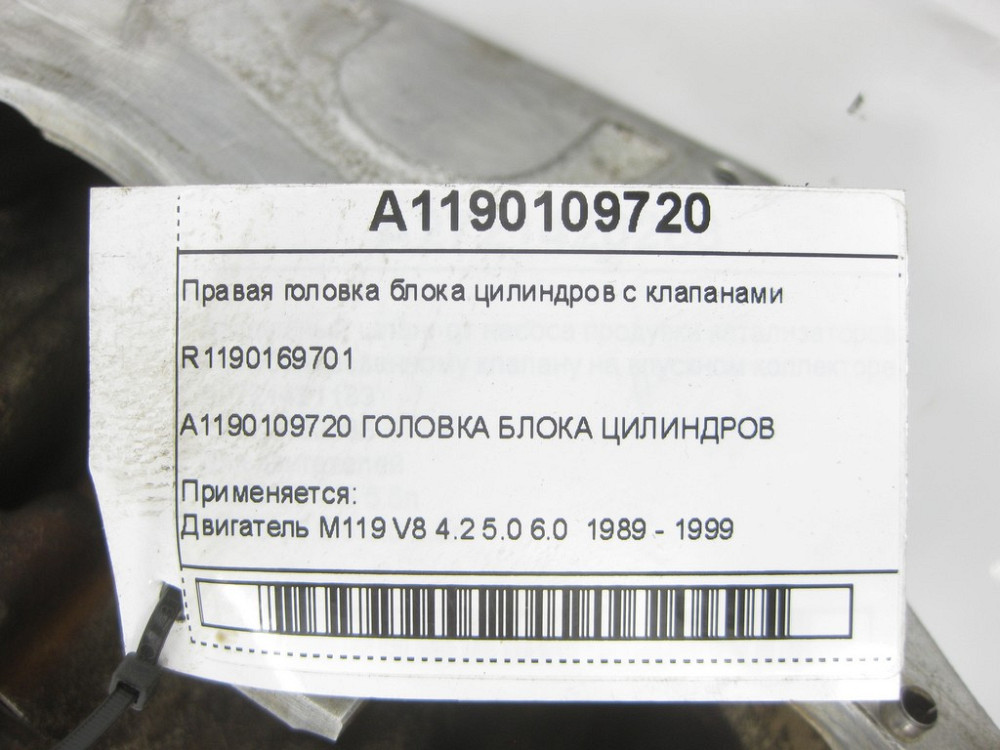 A1190109720
Правая головка блока цилиндров с клапанами
R1190169701
A1190109720 ГОЛОВКА БЛОКА ЦИЛИНДРОВ
Применяется:
Двигатель M119 V8 4.2 5.0 6.0 1989 - 1999